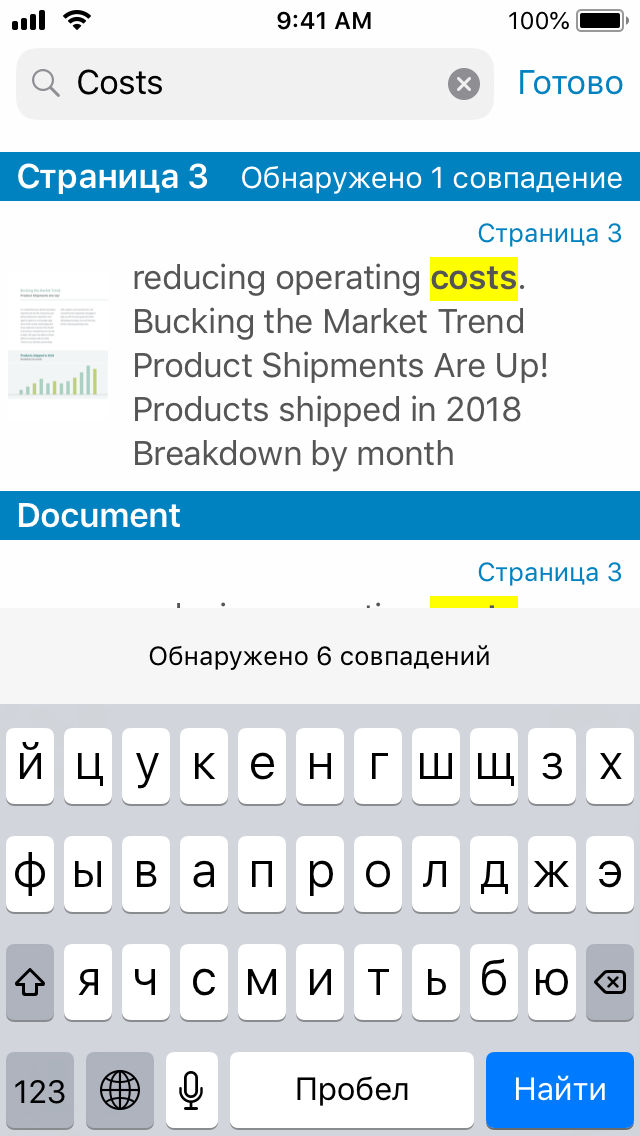 9:41 AM 100%
Costs Готово
Страница 3 Обнаружено 1 совпадение
Страница 3
reducing operating costs.
Bucking the Market Trend
Product Shipments Are Up!
Products shipped in 2018
Breakdown by month
Document
Страница 3
Обнаружено 6 совпадений
й ц у к е н г ш щ з х
ф ы в а п р о л д ж э
я ч с м и т ь б ю
123 Пробел Найти